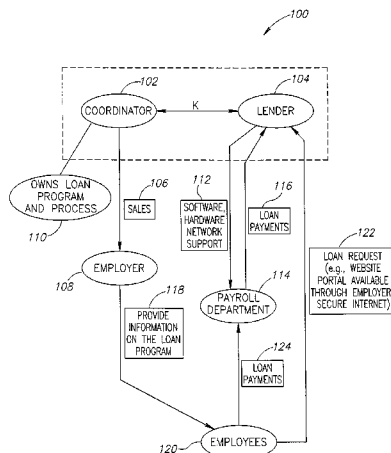 100
102
104
COORDINATOR
K
LENDER
OWNS LOAN
PROGRAM
AND PROCESS
110
106
SALES
112
SOFTWARE,
HARDWARE
NETWORK
SUPPORT
116
LOAN
PAYMENTS
122
LOAN REQUEST
(e.g., WEBSITE
PORTAL AVAILABLE
THROUGH EMPLOYER
SECURE INTERNET)
EMPLOYER
108
118
PROVIDE
INFORMATION
ON THE LOAN
PROGRAM
114
PAYROLL
DEPARTMENT
124
LOAN
PAYMENTS
120
EMPLOYEES